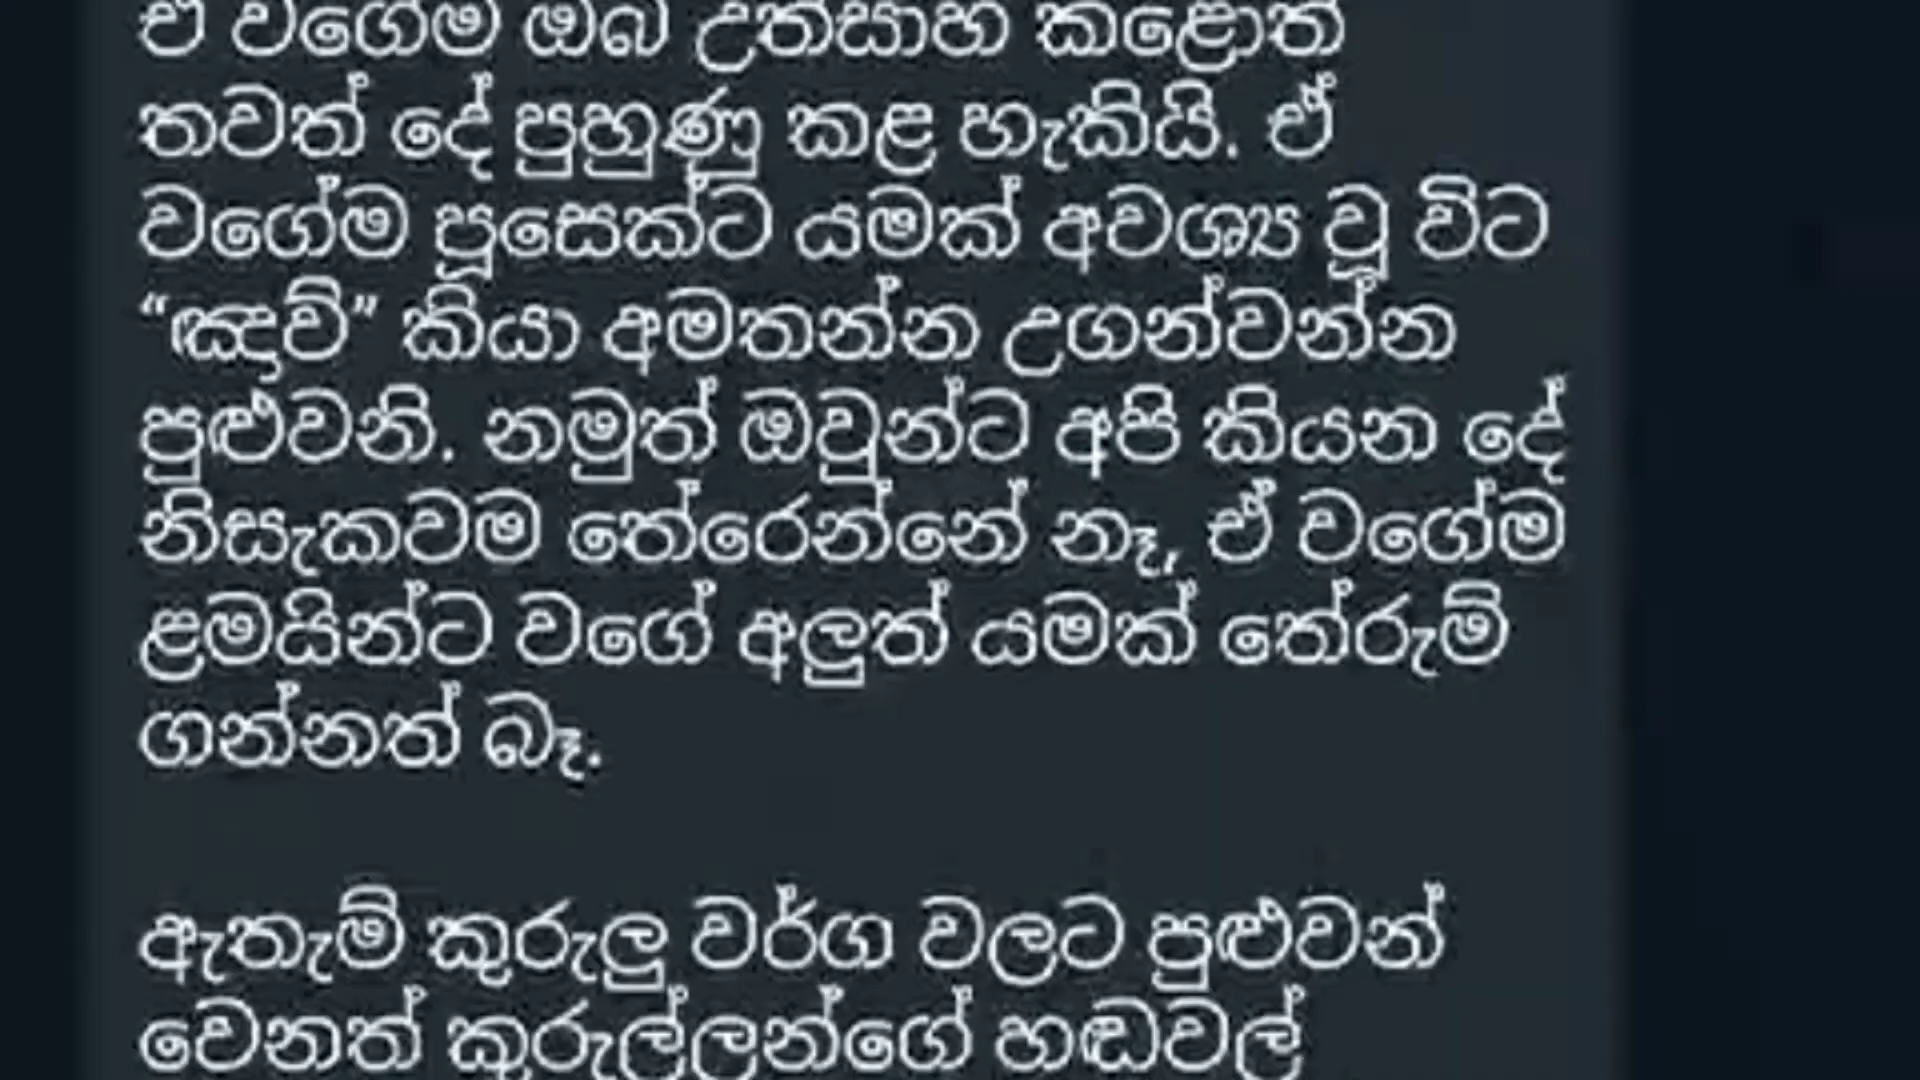 ඒ වගේම ඔබ උත්සාහ කළොත්
තවත් දේ පුහුණු කළ හැකියි. ඒ
වගේම පූසෙක්ට යමක් අවශ්‍ය වූ විට
“ඤාව්” කියා අමතන්න උගන්වන්න
පුළුවනි. නමුත් ඔවුන්ට අපි කියන දේ
නිසැකවම තේරෙන්නේ නෑ, ඒ වගේම
ළමයින්ට වගේ අලුත් යමක් තේරුම්
ගන්නත් බෑ.
ඇතැම් කුරුලු වර්ග වලට පුළුවන්
වෙනත් කුරුල්ලන්ගේ හඬවල්